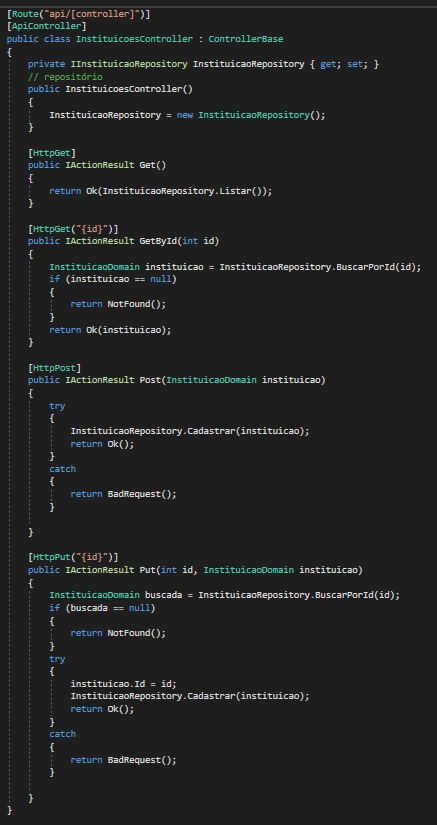 [Route("api/[controller]")]
[ApiController]
public class InstituicoesController : ControllerBase
{
    private IInstituicaoRepository InstituicaoRepository { get; set; }
    // repositório
    public InstituicoesController()
    {
        InstituicaoRepository = new InstituicaoRepository();
    }

    [HttpGet]
    public IActionResult Get()
    {
        return Ok(InstituicaoRepository.Listar());
    }

    [HttpGet("{id}")]
    public IActionResult GetById(int id)
    {
        InstituicaoDomain instituicao = InstituicaoRepository.BuscarPorId(id);
        if (instituicao == null)
        {
            return NotFound();
        }
        return Ok(instituicao);
    }

    [HttpPost]
    public IActionResult Post(InstituicaoDomain instituicao)
    {
        try
        {
            InstituicaoRepository.Cadastrar(instituicao);
            return Ok();
        }
        catch
        {
            return BadRequest();
        }

    }

    [HttpPut("{id}")]
    public IActionResult Put(int id, InstituicaoDomain instituicao)
    {
        InstituicaoDomain buscada = InstituicaoRepository.BuscarPorId(id);
        if (buscada == null)
        {
            return NotFound();
        }
        try
        {
            instituicao.Id = id;
            InstituicaoRepository.Cadastrar(instituicao);
            return Ok();
        }
        catch
        {
            return BadRequest();
        }

    }
}